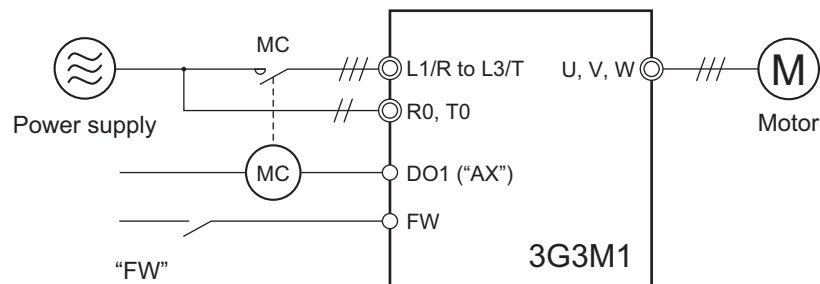 MC
L1/R to L3/T
U, V, W
M
R0, T0
Power supply
Motor
MC
DO1 (“AX”)
FW
“FW”
3G3M1